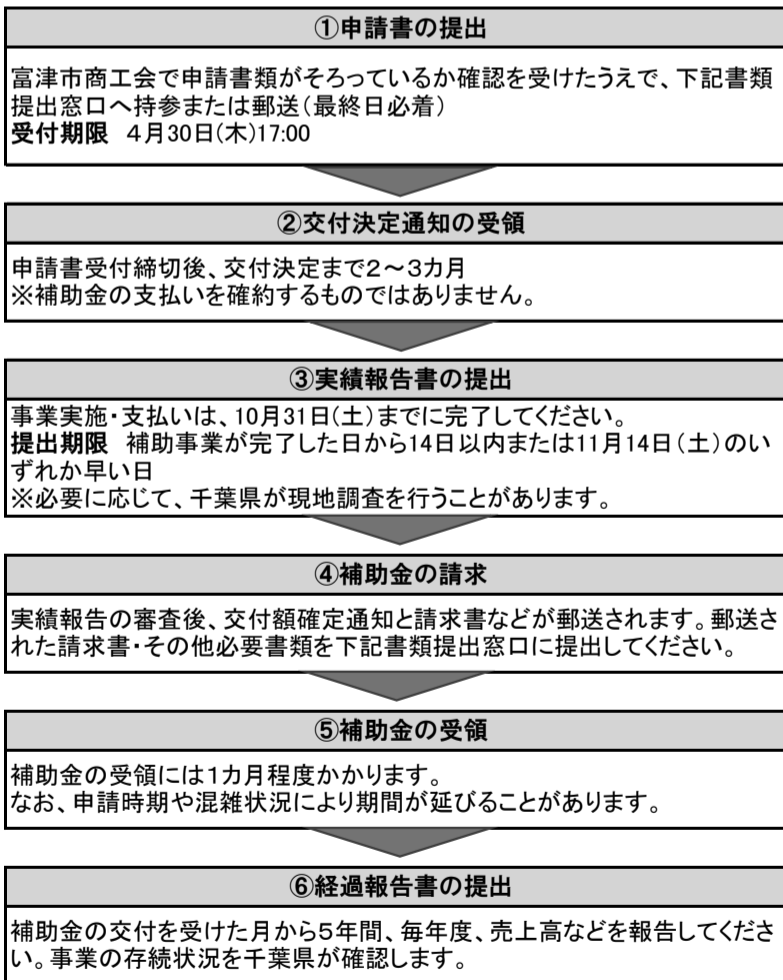 ①申請書の提出
富津市商工会で申請書類がそろっているか確認を受けたうえで、下記書類
提出窓口へ持参または郵送(最終日必着)
受付期限　4月30日(木)17:00
②交付決定通知の受領
申請書受付締切後、交付決定まで2~3カ月
※補助金の支払いを確約するものではありません。
③実績報告書の提出
事業実施・支払いは、10月31日(土)までに完了してください。
提出期限　補助事業が完了した日から14日以内または11月14日(土)のい
ずれか早い日
※必要に応じて、千葉県が現地調査を行うことがあります。
④補助金の請求
実績報告の審査後、交付額確定通知と請求書などが郵送されます。郵送さ
れた請求書・その他必要書類を下記書類提出窓口に提出してください。
⑤補助金の受領
補助金の受領には1カ月程度かかります。
なお、申請時期や混雑状況により期間が延びることがあります。
⑥経過報告書の提出
補助金の交付を受けた月から5年間、毎年度、売上高などを報告してくださ
い。事業の存続状況を千葉県が確認します。